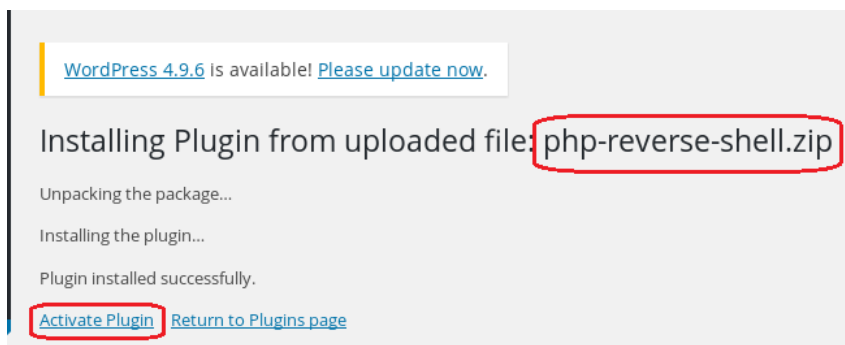 WordPress 4.9.6 is available! Please update now.
Installing Plugin from uploaded file: php-reverse-shell.zip
Unpacking the package...
Installing the plugin...
Plugin installed successfully.
Activate Plugin Return to Plugins page